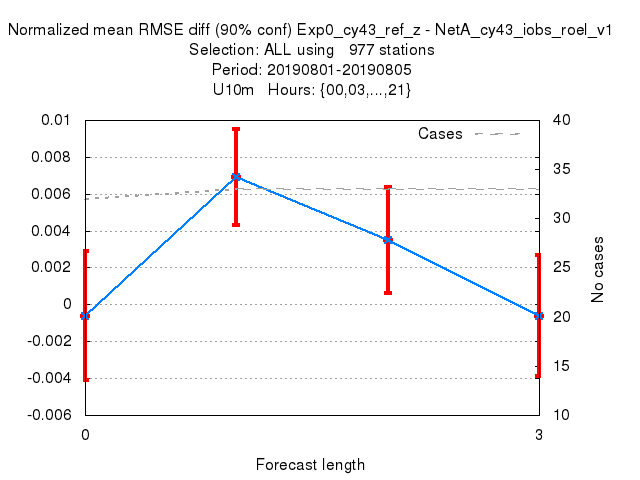 Normalized mean RMSE diff (90% conf) Exp0_cy43_ref_z - NetA_cy43_iobs_roel_v1
Selection: ALL using   977 stations
Period: 20190801-20190805
U10m   Hours: {00,03,...,21}
Cases
0.01
0.008
0.006
0.004
0.002
0
-0.002
-0.004
-0.006
40
35
30
25
20
15
10
No cases
0
3
Forecast length